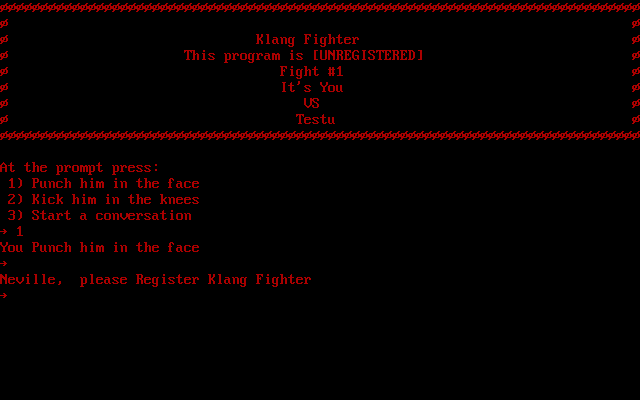 Klang Fighter
This program is [UNREGISTERED]
Fight #1
It's You
VS
Testu
At the prompt press:
1) Punch him in the face
2) Kick him in the knees
3) Start a conversation
→ 1
You Punch him in the face
→
Neville,  please Register Klang Fighter
→